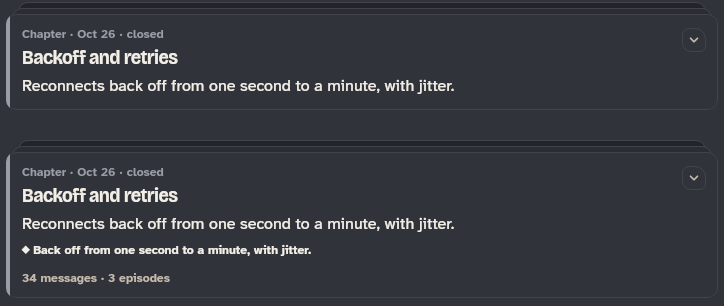 Chapter · Oct 26 · closed
Backoff and retries
Reconnects back off from one second to a minute, with jitter.
Chapter · Oct 26 · closed
Backoff and retries
Reconnects back off from one second to a minute, with jitter.
◆ Back off from one second to a minute, with jitter.
34 messages · 3 episodes